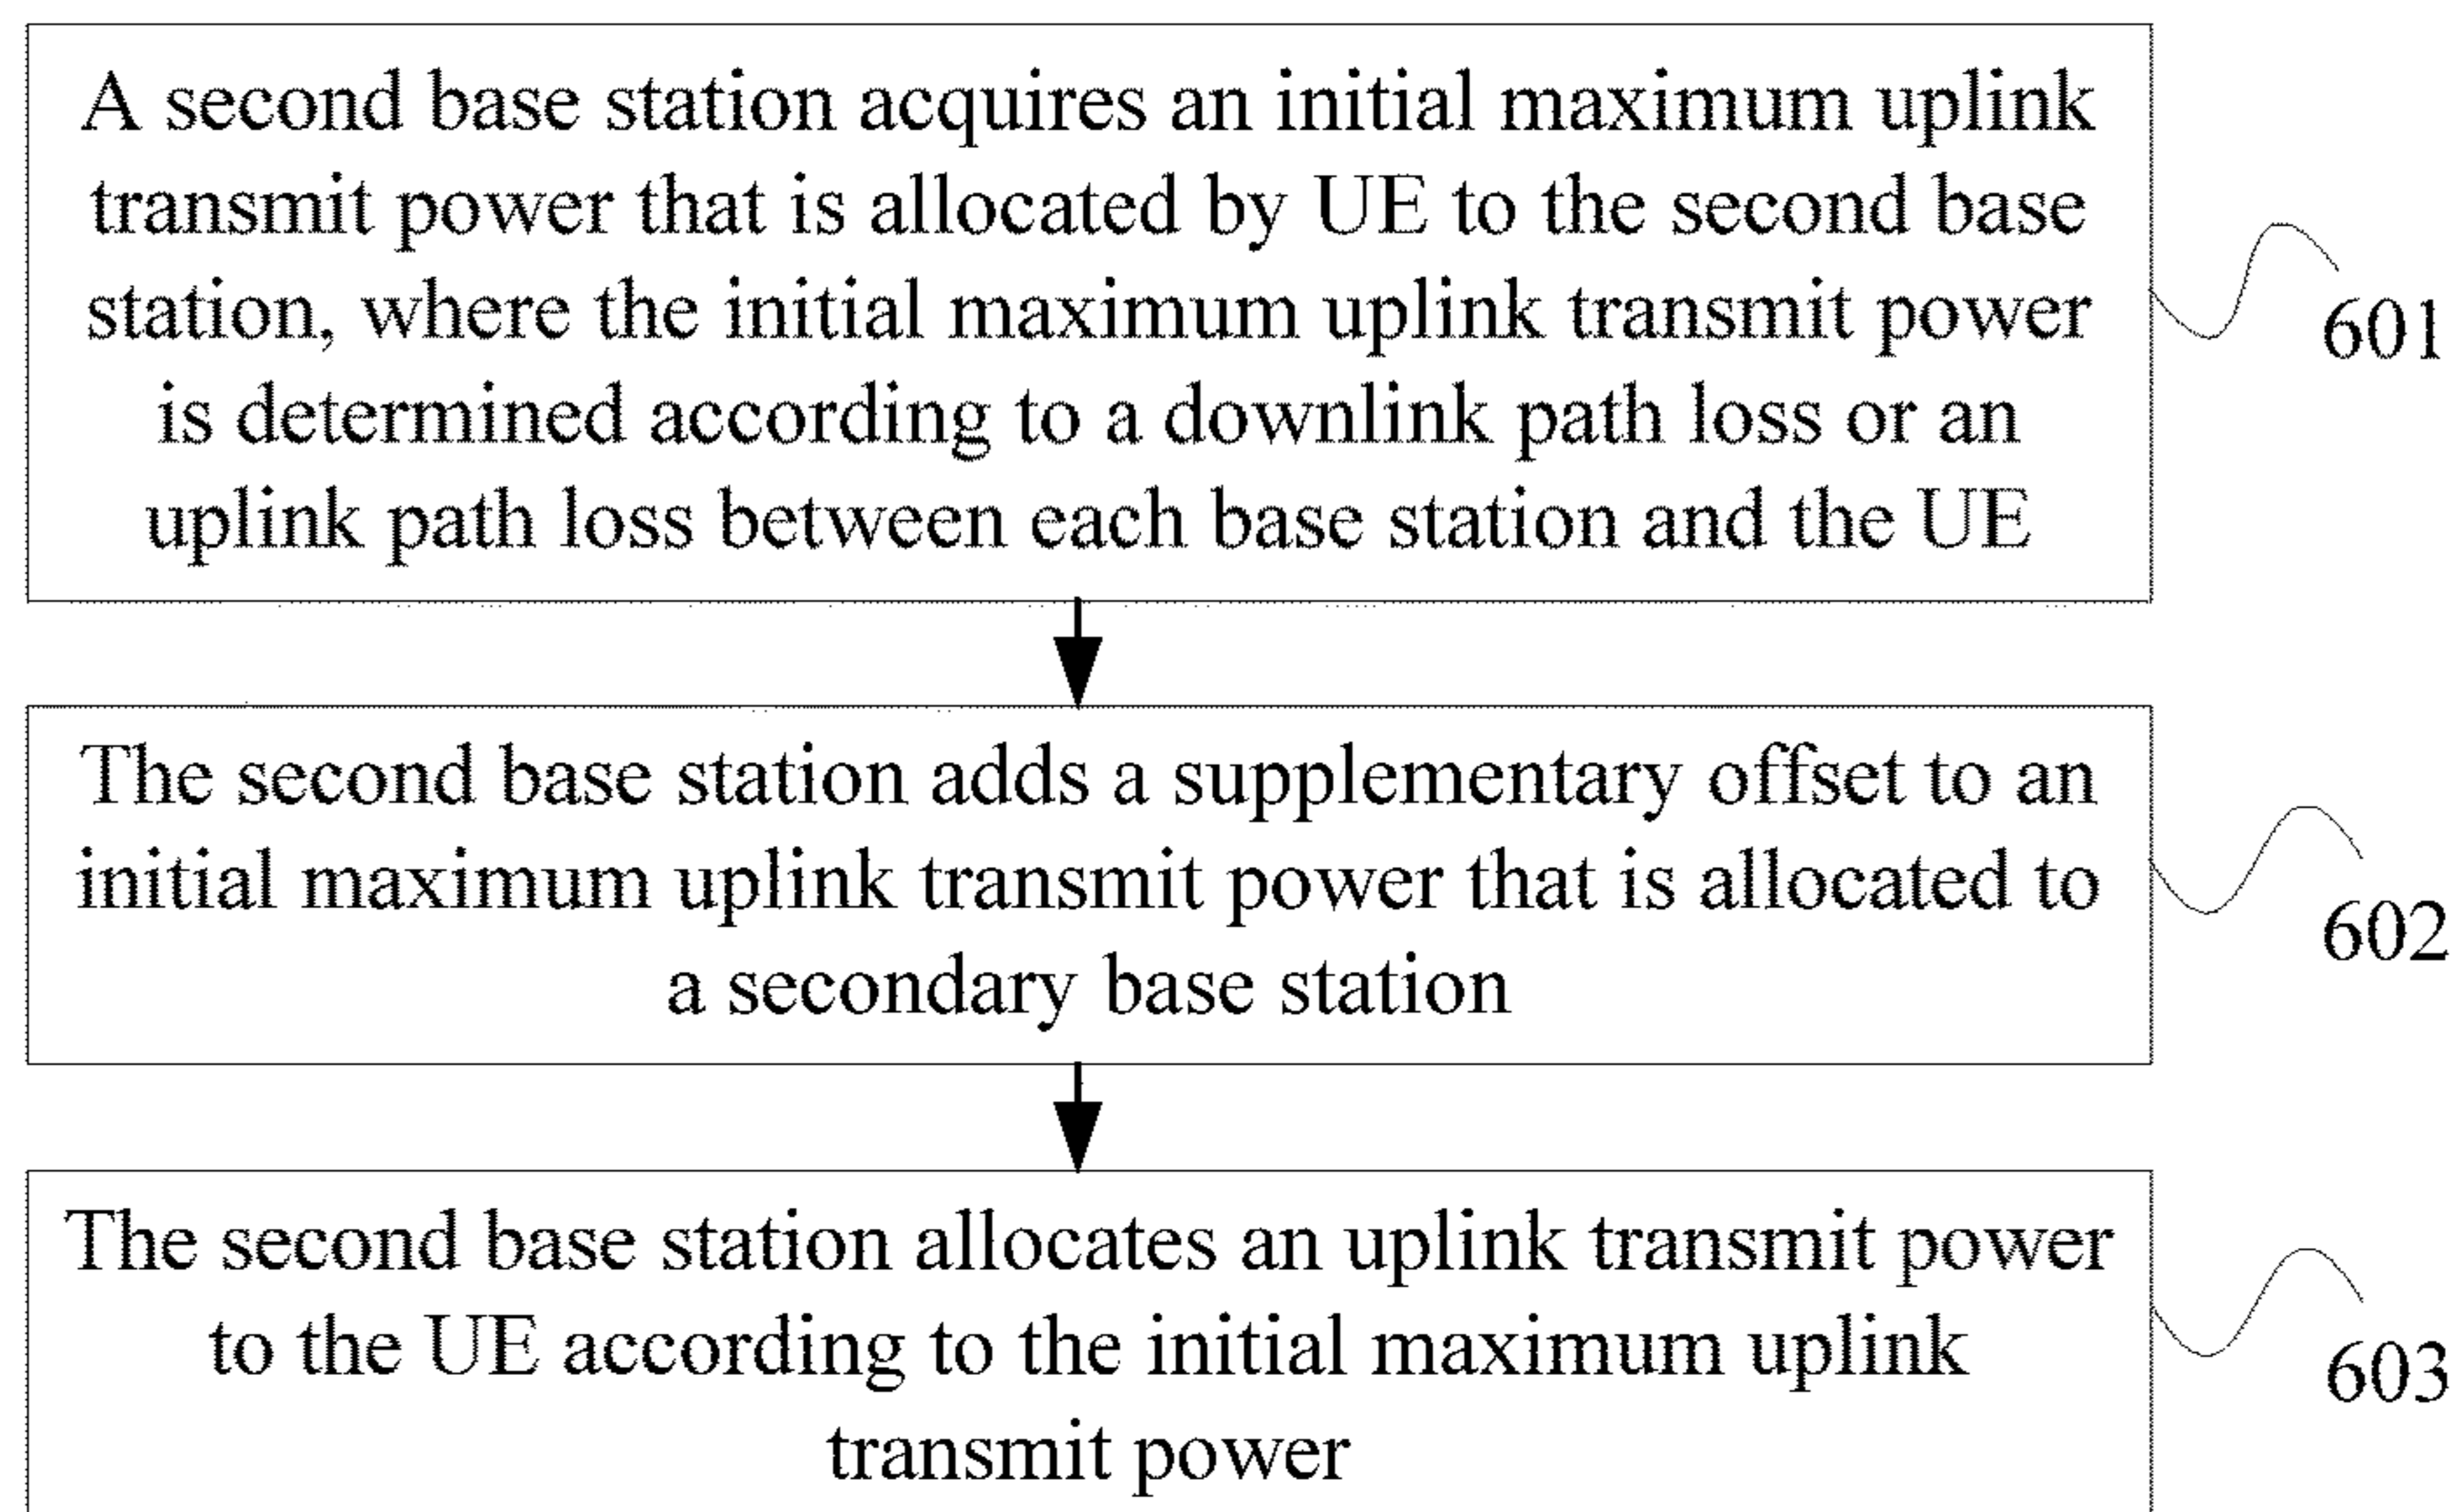 A second base station acquires an initial maximum uplink
transmit power that is allocated by UE to the second base
station, where the initial maximum uplink transmit power
is determined according to a downlink path loss or an
uplink path loss between each base station and the UE
601
The second base station adds a supplementary offset to an
initial maximum uplink transmit power that is allocated to
a secondary base station
602
The second base station allocates an uplink transmit power
to the UE according to the initial maximum uplink
transmit power
603